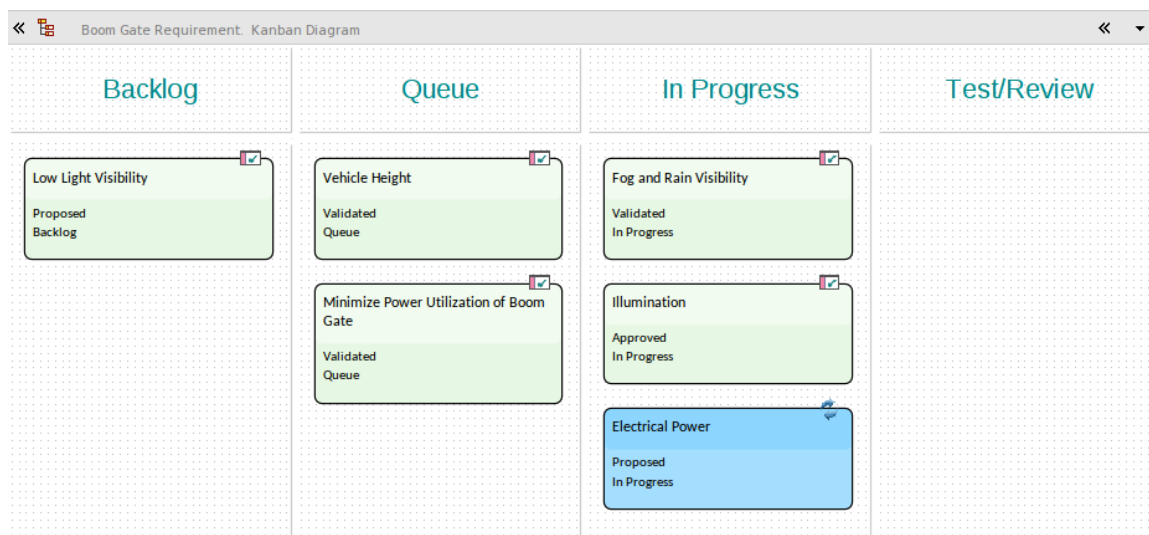 Boom Gate Requirement.  Kanban Diagram
Backlog
Queue
In Progress
Test/Review
Low Light Visibility
Proposed
Backlog
Vehicle Height
Validated
Queue
Minimize Power Utilization of Boom
Gate
Validated
Queue
Fog and Rain Visibility
Validated
In Progress
Illumination
Approved
In Progress
Electrical Power
Proposed
In Progress